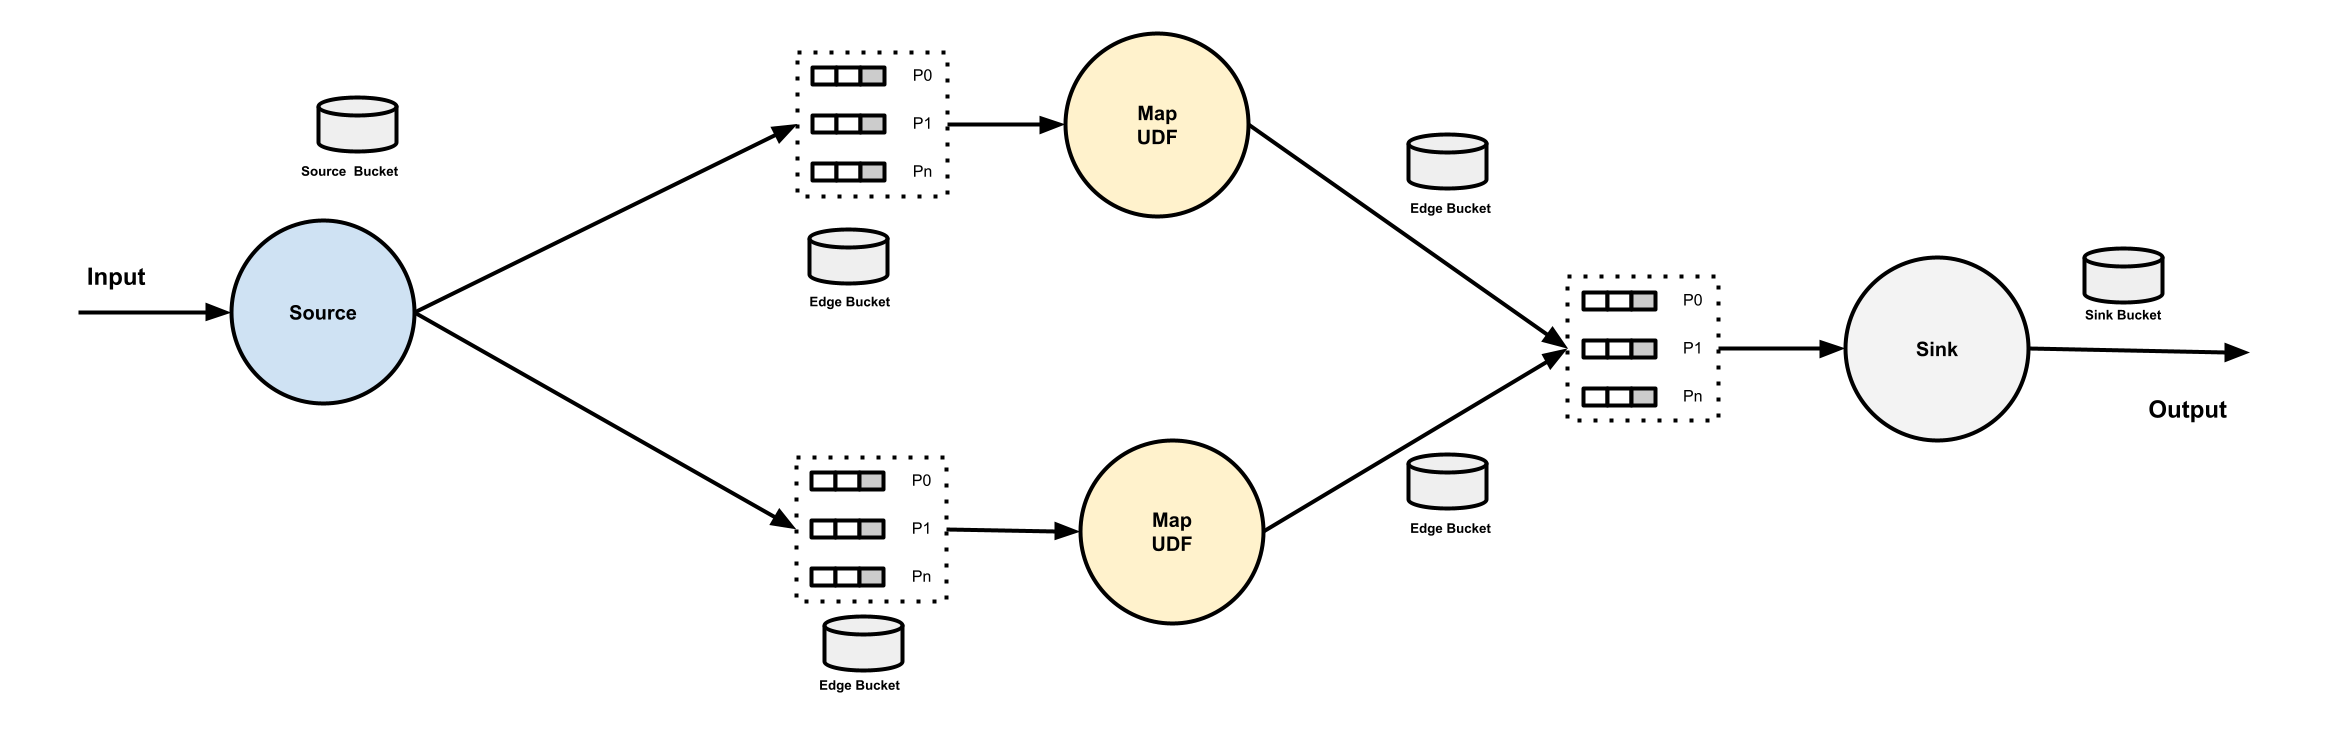 Source Bucket
Input
Source
P0
P1
Pn
Edge Bucket
Map
UDF
P0
P1
Pn
Edge Bucket
Map
UDF
Edge Bucket
Edge Bucket
P0
P1
Pn
Sink
Sink Bucket
Output